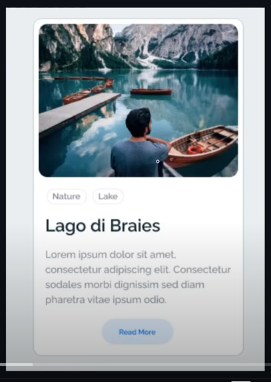 Nature Lake
Lago di Braies
Lorem ipsum dolor sit amet,
consectetur adipiscing elit. Consectetur
sodales morbi dignissim sed diam
pharetra vitae ipsum odio.
Read More